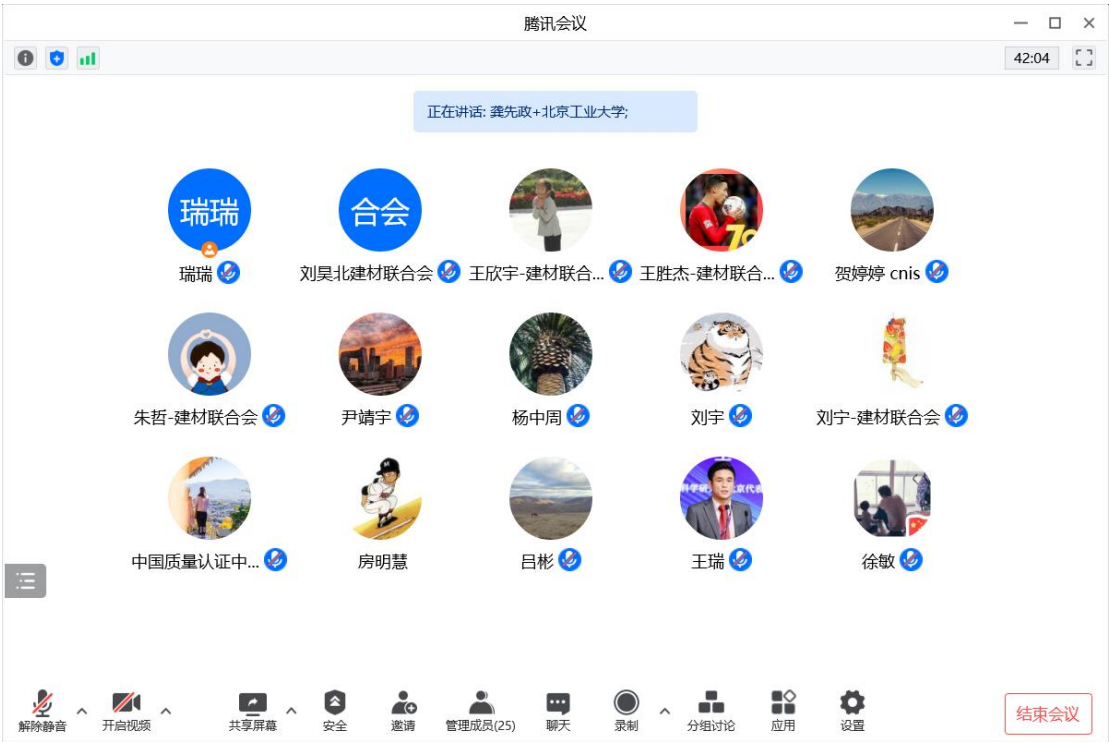 腾讯会议
42:04
正在讲话: 龚先政+北京工业大学;
瑞瑞
合会
瑞瑞
刘昊北建材联合会
王欣宇-建材联合...
王胜杰-建材联合...
贺婷婷 cnis
朱哲-建材联合会
尹靖宇
杨中周
刘宇
刘宁-建材联合会
中国质量认证中...
房明慧
吕彬
王瑞
徐敏
解除静音
开启视频
共享屏幕
安全
邀请
管理成员(25)
聊天
录制
分组讨论
应用
设置
结束会议